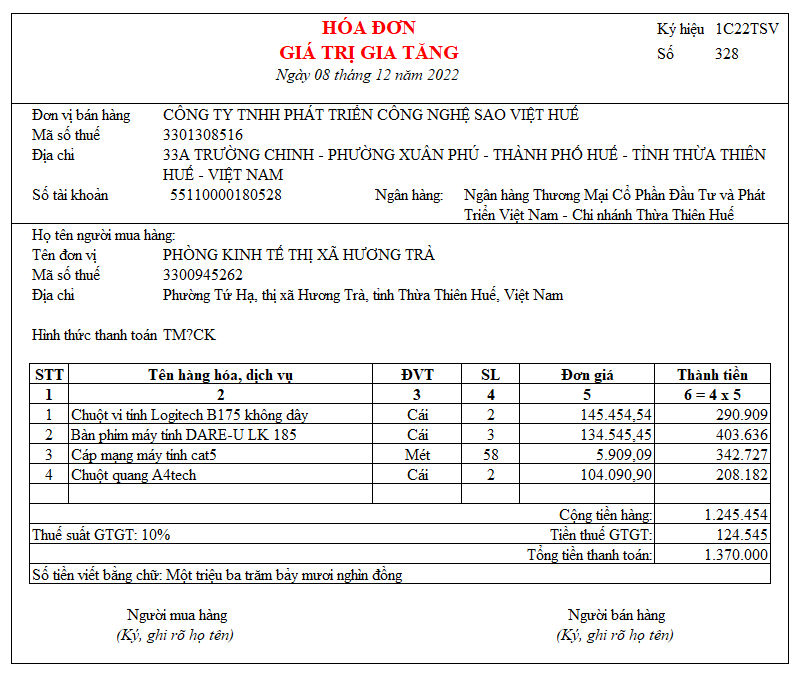 HÓA ĐƠN
GIÁ TRỊ GIA TĂNG
Ngày 08 tháng 12 năm 2022
Ký hiệu 1C22TSV
Số 328
Đơn vị bán hàng CÔNG TY TNHH PHÁT TRIỂN CÔNG NGHỆ SAO VIỆT HUẾ
Mã số thuế 3301308516
Địa chỉ 33A TRƯỜNG CHINH - PHƯỜNG XUÂN PHÚ - THÀNH PHỐ HUẾ - TỈNH THỪA THIÊN
HUẾ - VIỆT NAM
Số tài khoản 55110000180528 Ngân hàng: Ngân hàng Thương Mại Cổ Phần Đầu Tư và Phát
Triển Việt Nam - Chi nhánh Thừa Thiên Huế
Họ tên người mua hàng:
Tên đơn vị PHÒNG KINH TẾ THỊ XÃ HƯƠNG TRÀ
Mã số thuế 3300945262
Địa chỉ Phường Tứ Hạ, thị xã Hương Trà, tỉnh Thừa Thiên Huế, Việt Nam
Hình thức thanh toán TM?CK
STT Tên hàng hóa, dịch vụ ĐVT SL Đơn giá Thành tiền
1 2 3 4 5 6 = 4 x 5
1 Chuột vi tính Logitech B175 không dây Cái 2 145.454,54 290.909
2 Bàn phím máy tính DARE-U LK 185 Cái 3 134.545,45 403.636
3 Cáp mạng máy tính cat5 Mét 58 5.909,09 342.727
4 Chuột quang A4tech Cái 2 104.090,90 208.182
Cộng tiền hàng: 1.245.454
Thuế suất GTGT: 10% Tiền thuế GTGT: 124.545
Tổng tiền thanh toán: 1.370.000
Số tiền viết bằng chữ: Một triệu ba trăm bảy mươi nghìn đồng
Người mua hàng Người bán hàng
(Ký, ghi rõ họ tên) (Ký, ghi rõ họ tên)